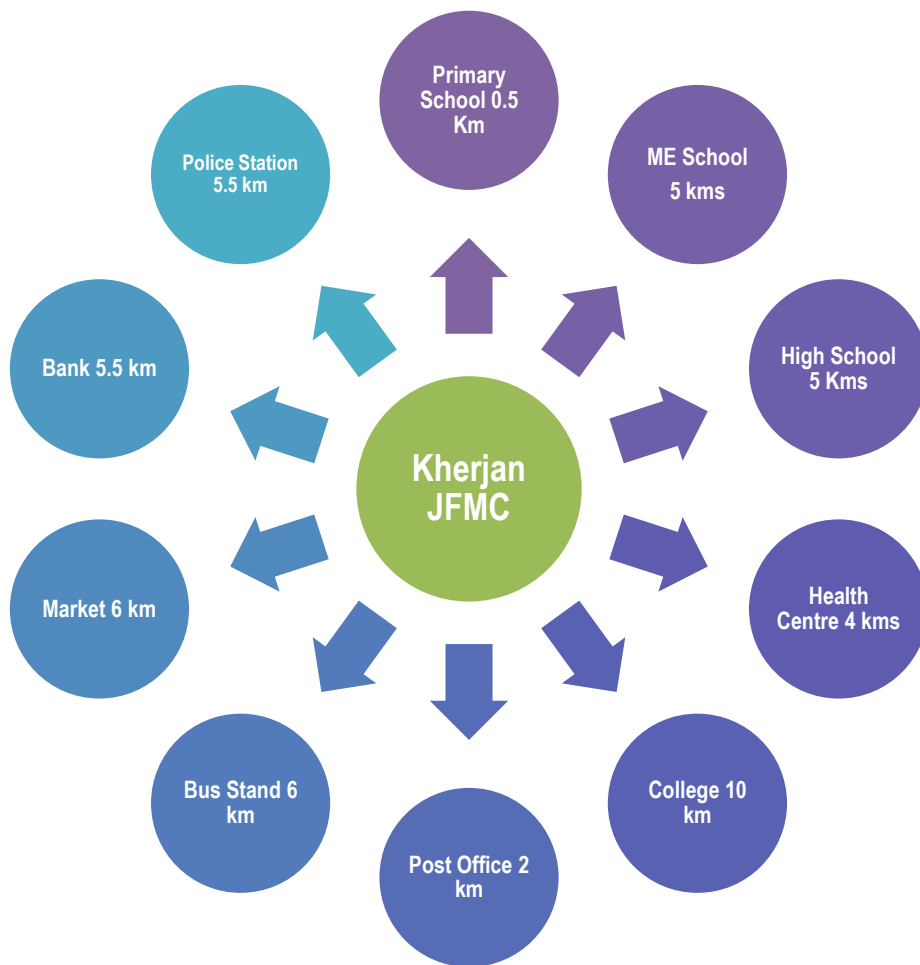 Primary
School 0.5
Km
ME School
5 kms
High School
5 Kms
Health
Centre 4 kms
College 10
km
Post Office 2
km
Bus Stand 6
km
Market 6 km
Bank 5.5 km
Police Station
5.5 km
Kherjan
JFMC